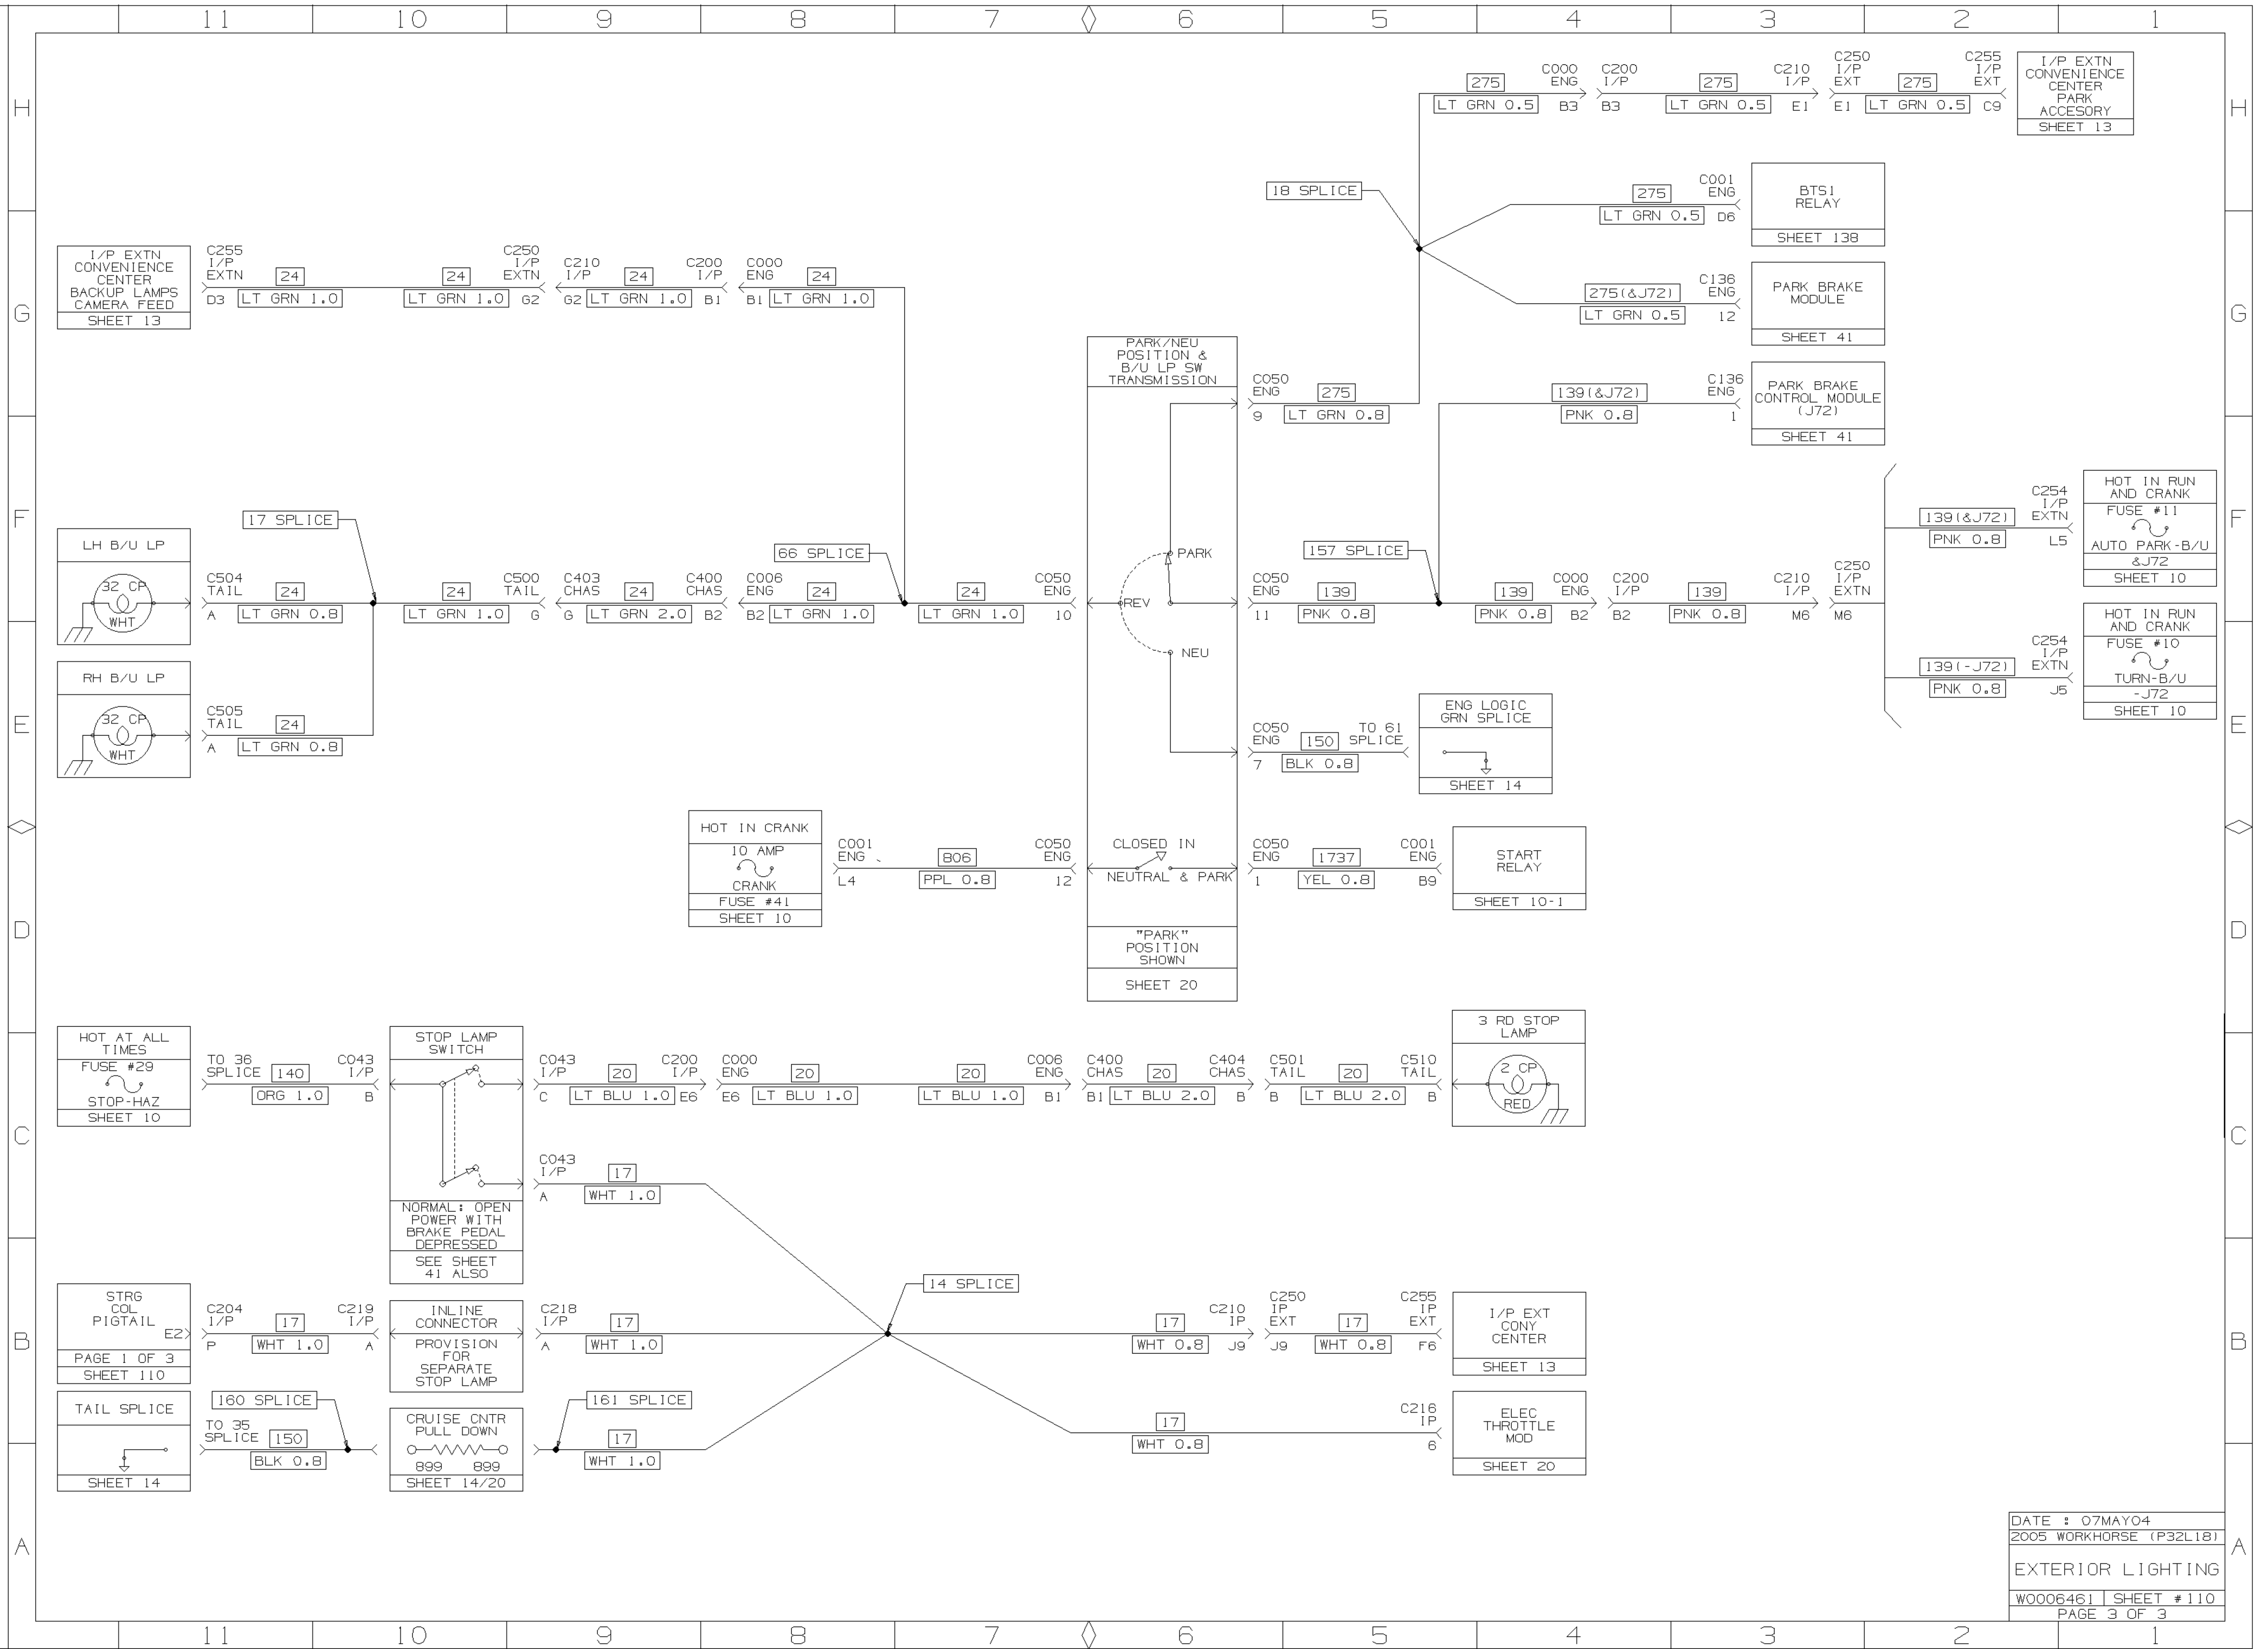 11 10 9 8 7 6 5 4 3 2 1
H
G
F
E
D
C
B
A
H
G
F
E
D
C
B
A
275
LT GRN 0.5
C000
ENG
B3
C200
I/P
B3
275
LT GRN 0.5
C210
I/P
E1
C250
I/P
EXT
E1
275
LT GRN 0.5
C255
I/P
EXT
C9
I/P EXTN
CONVENIENCE
CENTER
PARK
ACCESORY
SHEET 13
18 SPLICE
275
LT GRN 0.5
C001
ENG
D6
BTS1
RELAY
SHEET 138
275(&J72)
LT GRN 0.5
C136
ENG
12
PARK BRAKE
MODULE
SHEET 41
I/P EXTN
CONVENIENCE
CENTER
BACKUP LAMPS
CAMERA FEED
SHEET 13
C255
I/P
EXTN
D3
24
LT GRN 1.0
24
LT GRN 1.0
C250
I/P
EXTN
G2
C210
I/P
G2
24
LT GRN 1.0
C200
I/P
B1
C000
ENG
B1
24
LT GRN 1.0
PARK/NEU
POSITION &
B/U LP SW
TRANSMISSION
C050
ENG
9
275
LT GRN 0.8
139(&J72)
PNK 0.8
C136
ENG
1
PARK BRAKE
CONTROL MODULE
(J72)
SHEET 41
LH B/U LP
32 CP
WHT
C504
TAIL
A
24
LT GRN 0.8
17 SPLICE
24
LT GRN 1.0
C500
TAIL
G
C403
CHAS
G
24
LT GRN 2.0
C400
CHAS
B2
C006
ENG
B2
24
LT GRN 1.0
66 SPLICE
24
LT GRN 1.0
C050
ENG
10
PARK
REV
NEU
C050
ENG
11
139
PNK 0.8
157 SPLICE
139
PNK 0.8
C000
ENG
B2
C200
I/P
B2
139
PNK 0.8
C210
I/P
M6
C250
I/P
EXTN
M6
139(&J72)
PNK 0.8
C254
I/P
EXTN
L5
HOT IN RUN
AND CRANK
FUSE #11
AUTO PARK-B/U
&J72
SHEET 10
139(-J72)
PNK 0.8
C254
I/P
EXTN
J5
HOT IN RUN
AND CRANK
FUSE #10
TURN-B/U
-J72
SHEET 10
RH B/U LP
32 CP
WHT
C505
TAIL
A
24
LT GRN 0.8
C050
ENG
7
150
BLK 0.8
TO 61
SPLICE
ENG LOGIC
GRN SPLICE
SHEET 14
HOT IN CRANK
10 AMP
CRANK
FUSE #41
SHEET 10
C001
ENG
L4
806
PPL 0.8
C050
ENG
12
CLOSED IN
NEUTRAL & PARK
C050
ENG
1
1737
YEL 0.8
C001
ENG
B9
START
RELAY
SHEET 10-1
"PARK"
POSITION
SHOWN
SHEET 20
HOT AT ALL
TIMES
FUSE #29
STOP-HAZ
SHEET 10
TO 36
SPLICE
140
ORG 1.0
C043
I/P
B
STOP LAMP
SWITCH
NORMAL: OPEN
POWER WITH
BRAKE PEDAL
DEPRESSED
SEE SHEET
41 ALSO
C043
I/P
C
20
LT BLU 1.0
C200
I/P
E6
C000
ENG
E6
20
LT BLU 1.0
20
LT BLU 1.0
C006
ENG
B1
C400
CHAS
B1
20
LT BLU 2.0
C404
CHAS
B
C501
TAIL
B
20
LT BLU 2.0
C510
TAIL
B
3 RD STOP
LAMP
2 CP
RED
C043
I/P
A
17
WHT 1.0
14 SPLICE
STRG
COL
PIGTAIL
E2
PAGE 1 OF 3
SHEET 110
C204
I/P
P
17
WHT 1.0
C219
I/P
A
INLINE
CONNECTOR
PROVISION
FOR
SEPARATE
STOP LAMP
C218
I/P
A
17
WHT 1.0
17
WHT 0.8
C210
IP
J9
C250
IP
EXT
J9
17
WHT 0.8
C255
IP
EXT
F6
I/P EXT
CONY
CENTER
SHEET 13
TAIL SPLICE
SHEET 14
TO 35
SPLICE
150
BLK 0.8
160 SPLICE
CRUISE CNTR
PULL DOWN
899 899
SHEET 14/20
161 SPLICE
17
WHT 1.0
17
WHT 0.8
C216
IP
6
ELEC
THROTTLE
MOD
SHEET 20
DATE : 07MAY04
2005 WORKHORSE (P32L18)
EXTERIOR LIGHTING
W0006461 SHEET #110
PAGE 3 OF 3
11 10 9 8 7 6 5 4 3 2 1